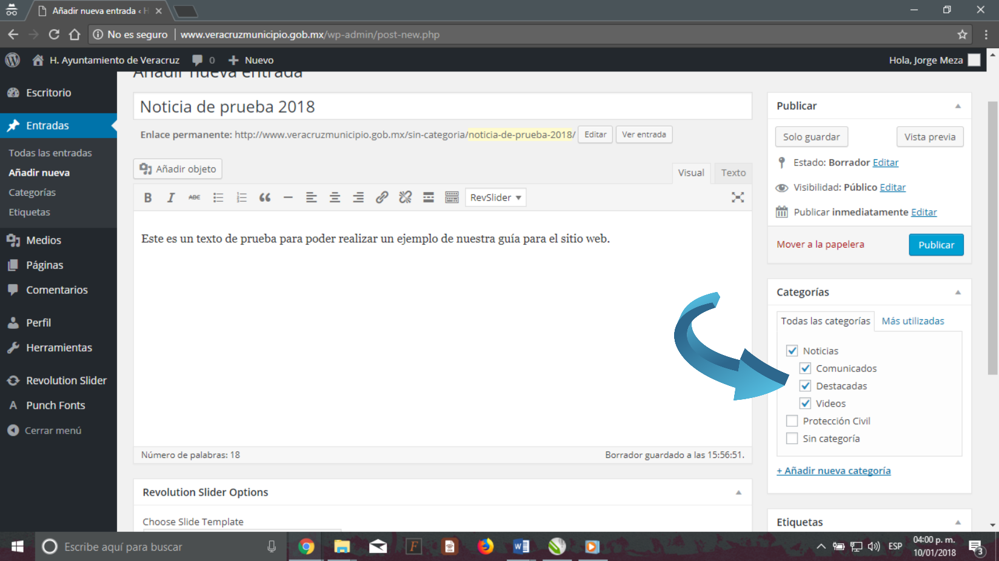 Añadir nueva entrada ‹ H
No es seguro www.veracruzmunicipio.gob.mx/wp-admin/post-new.php
H. Ayuntamiento de Veracruz 0 Nuevo Hola, Jorge Meza
Añadir nueva entrada
Escritorio
Entradas
Todas las entradas
Añadir nueva
Categorías
Etiquetas
Medios
Páginas
Comentarios
Perfil
Herramientas
Revolution Slider
Punch Fonts
Cerrar menú
Noticia de prueba 2018
Enlace permanente: http://www.veracruzmunicipio.gob.mx/sin-categoria/noticia-de-prueba-2018/ Editar Ver entrada
Añadir objeto
Visual Texto
B I ABC RevSlider
Este es un texto de prueba para poder realizar un ejemplo de nuestra guía para el sitio web.
Número de palabras: 18 Borrador guardado a las 15:56:51.
Revolution Slider Options
Choose Slide Template
Publicar
Solo guardar Vista previa
Estado: Borrador Editar
Visibilidad: Público Editar
Publicar inmediatamente Editar
Mover a la papelera Publicar
Categorías
Todas las categorías Más utilizadas
Noticias
Comunicados
Destacadas
Videos
Protección Civil
Sin categoría
+ Añadir nueva categoría
Etiquetas
Escribe aquí para buscar
ESP
04:00 p. m.
10/01/2018
3